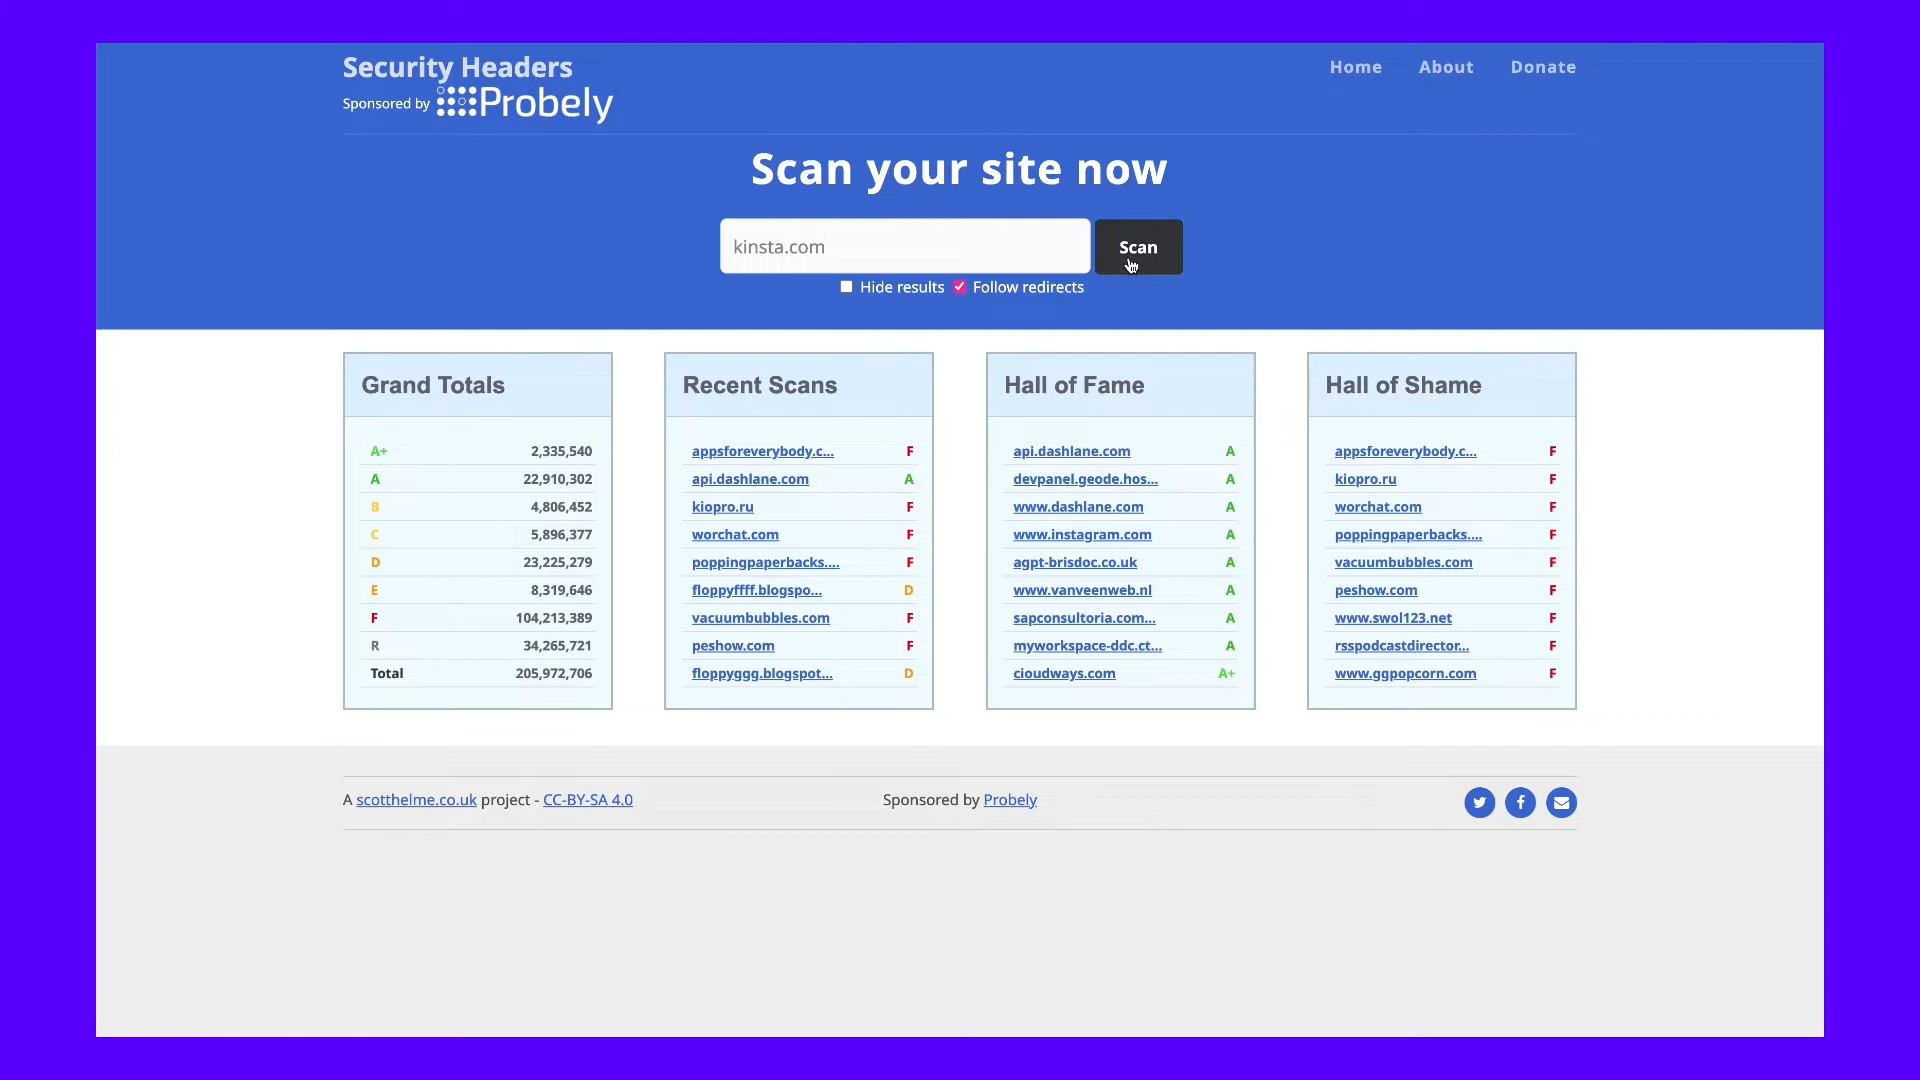 Security Headers
Home About Donate
Sponsored by Probely
Scan your site now
kinsta.com Scan
Hide results Follow redirects
Grand Totals
A+ 2,335,540
A 22,910,302
B 4,806,452
C 5,896,377
D 23,225,279
E 8,319,646
F 104,213,389
R 34,265,721
Total 205,972,706
Recent Scans
appsforeverybody.c... F
api.dashlane.com A
kiopro.ru F
worchat.com F
poppingpaperbacks.... F
floppyffff.blogspo... D
vacuumbubbles.com F
peshow.com F
floppyggg.blogspot... D
Hall of Fame
api.dashlane.com A
devpanel.geode.hos... A
www.dashlane.com A
www.instagram.com A
agpt-brisdoc.co.uk A
www.vanveenweb.nl A
sapconsultoria.com... A
myworkspace-ddc.ct... A
cioudways.com A+
Hall of Shame
appsforeverybody.c... F
kiopro.ru F
worchat.com F
poppingpaperbacks.... F
vacuumbubbles.com F
peshow.com F
www.swol123.net F
rsspodcastdirector... F
www.ggpopcorn.com F
A scotthelme.co.uk project - CC-BY-SA 4.0
Sponsored by Probely